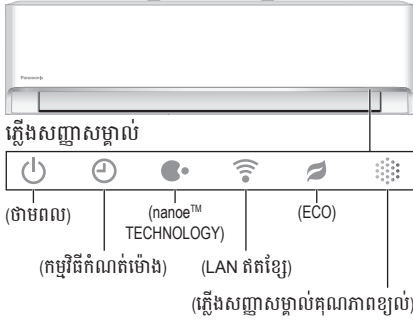 Panasonic
ភ្លើងសញ្ញាសម្គាល់
(ថាមពល)
(nanoe™
TECHNOLOGY)
(ECO)
(កម្មវិធីកំណត់ម៉ោង)
(LAN ឥតខ្សែ)
(ភ្លើងសញ្ញាសម្គាល់គុណភាពខ្យល់)